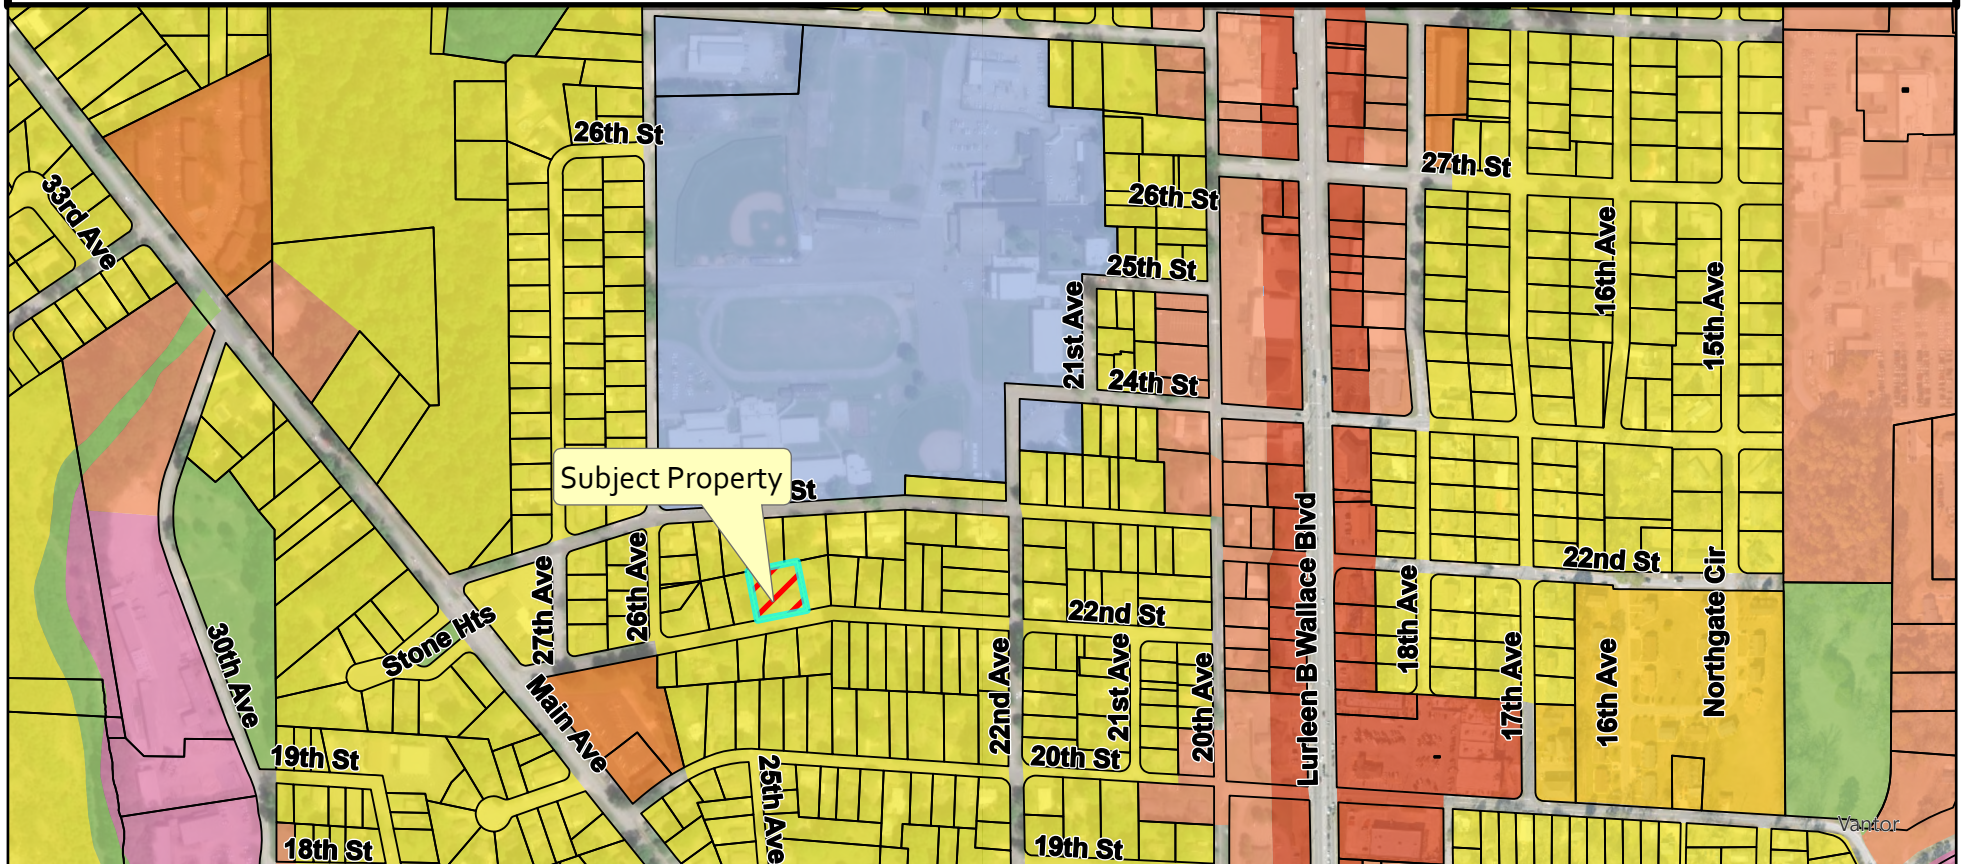 26th St
27th St
26th St
33rd Ave
16th Ave
25th St
15th Ave
21st Ave
24th St
Subject Property
St
Lurleen B Wallace Blvd
22nd St
26th Ave
27th Ave
Northgate Cir
18th Ave
22nd St
Stone Hts
30th Ave
21st Ave
17th Ave
22nd Ave
16th Ave
20th Ave
Main Ave
19th St
20th St
25th Ave
Vantor
18th St
19th St